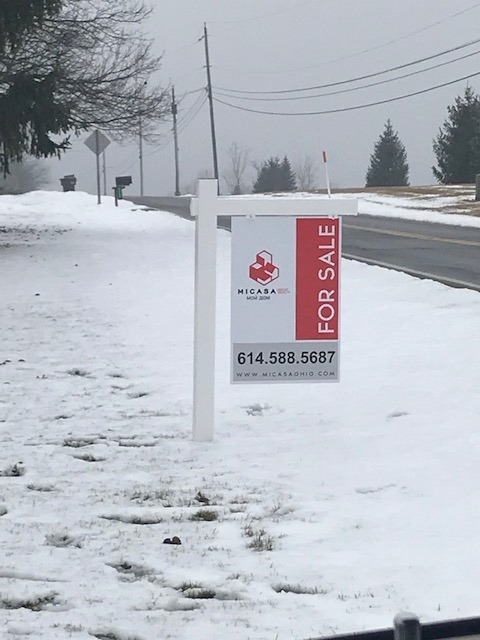 MICASA
МОЙ ДОМ
FOR SALE
614.588.5687
WWW.MICASAOHIO.COM